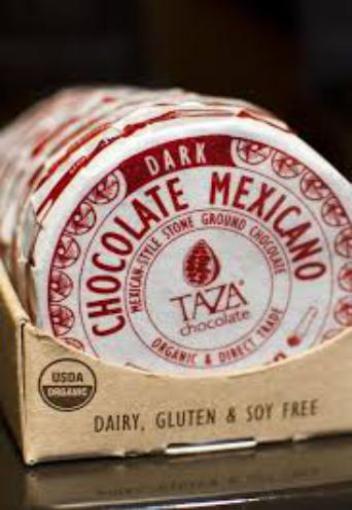 DARK
CHOCOLATE MEXICANO
MEXICAN-STYLE STONE GROUND CHOCOLATE
TAZA
chocolate
ORGANIC & DIRECT TRADE
USDA
ORGANIC
DAIRY, GLUTEN & SOY FREE